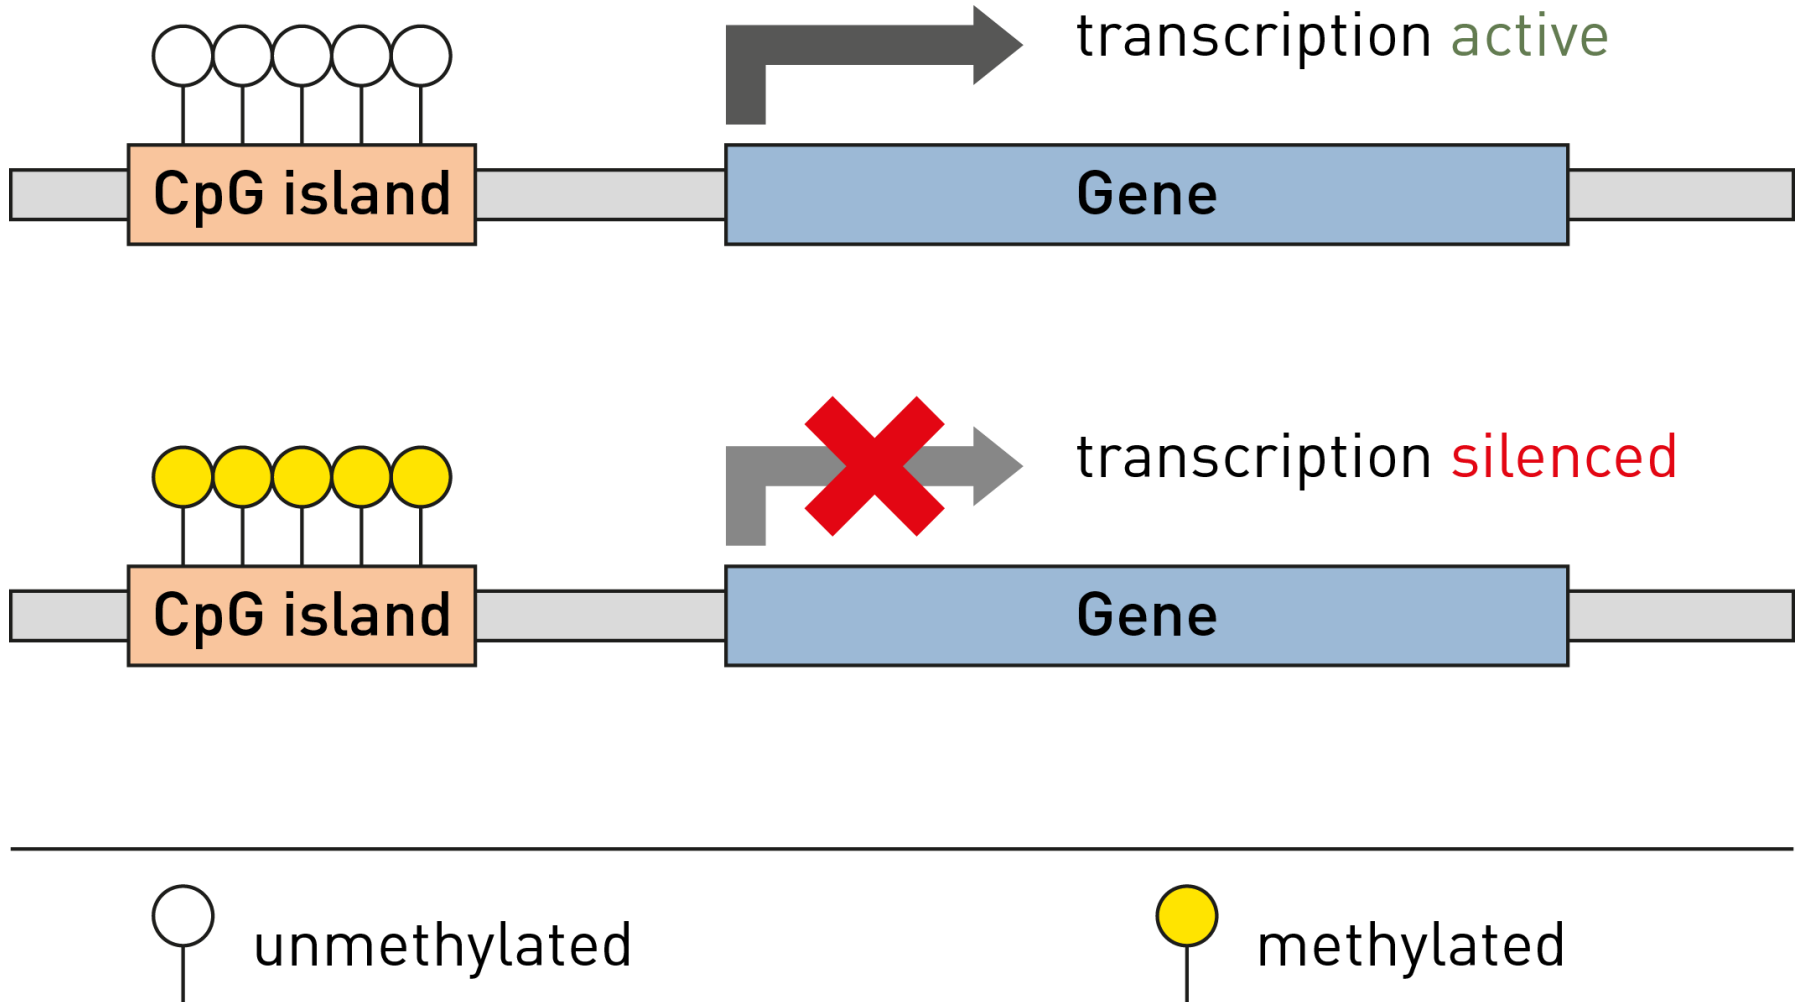 transcription active
CpG island
Gene
transcription silenced
CpG island
Gene
unmethylated
methylated